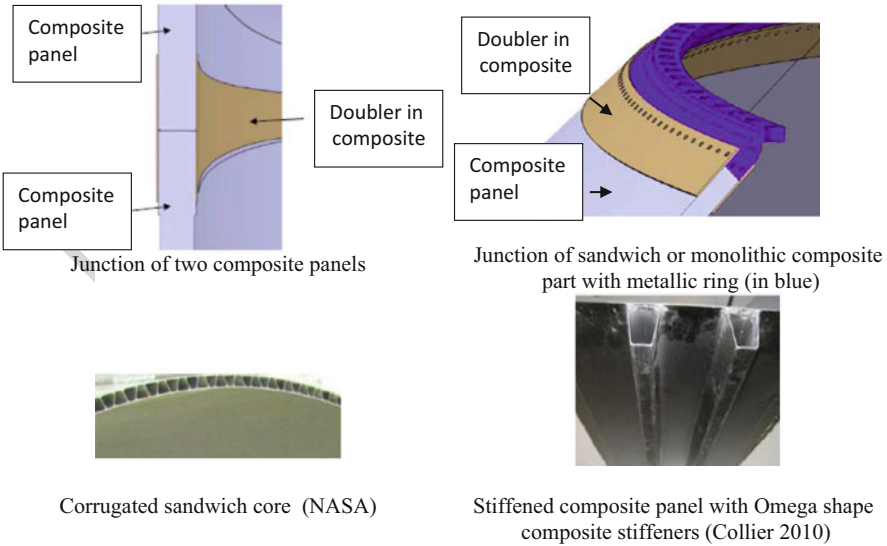 Composite
panel
Doubler in
composite
Composite
panel
Junction of two composite panels
Doubler in
composite
Composite
panel
Junction of sandwich or monolithic composite
part with metallic ring (in blue)
Corrugated sandwich core (NASA)
Stiffened composite panel with Omega shape
composite stiffeners (Collier 2010)